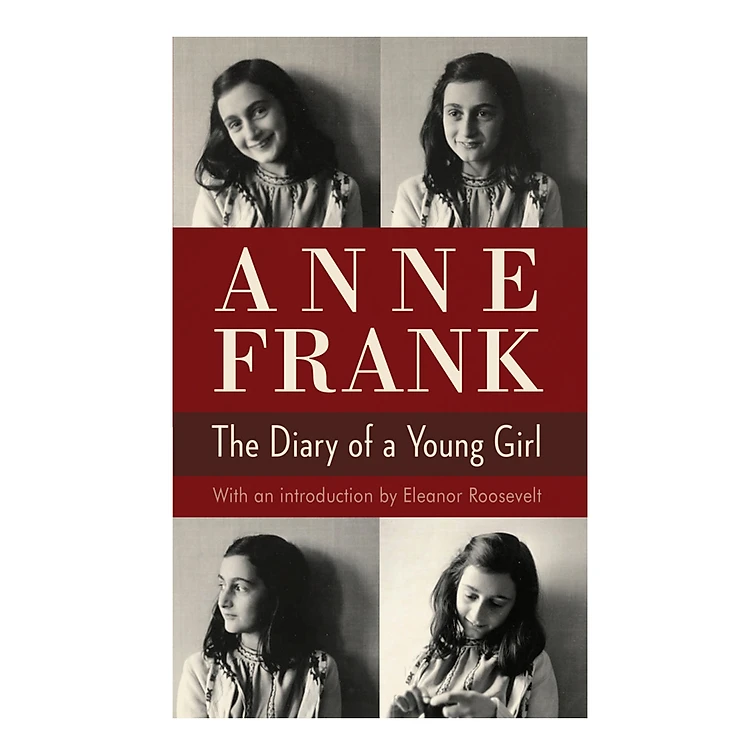 ANNE
FRANK
The Diary of a Young Girl
With an introduction by Eleanor Roosevelt